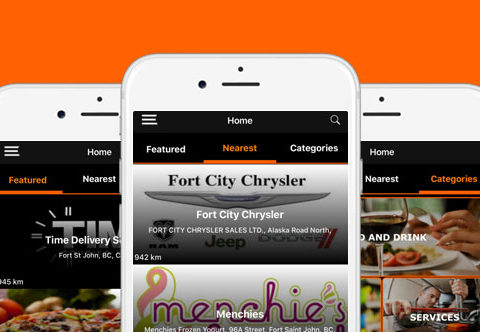 Home
Featured
Nearest
TIM
Time Delivery S
Fort St John, BC, C
945 km
Home
Featured
Nearest
Categories
Fort City Chrysler
Fort City Chrysler
FORT CITY CHRYSLER SALES LTD., Alaska Road North,
RAM
Jeep
DODGE
942 km
menchie's
Menchies
Menchies Frozen Yogurt, 96A Street, Fort Saint John, BC,
Home
Nearest
Categories
D AND DRINK
SERVICES